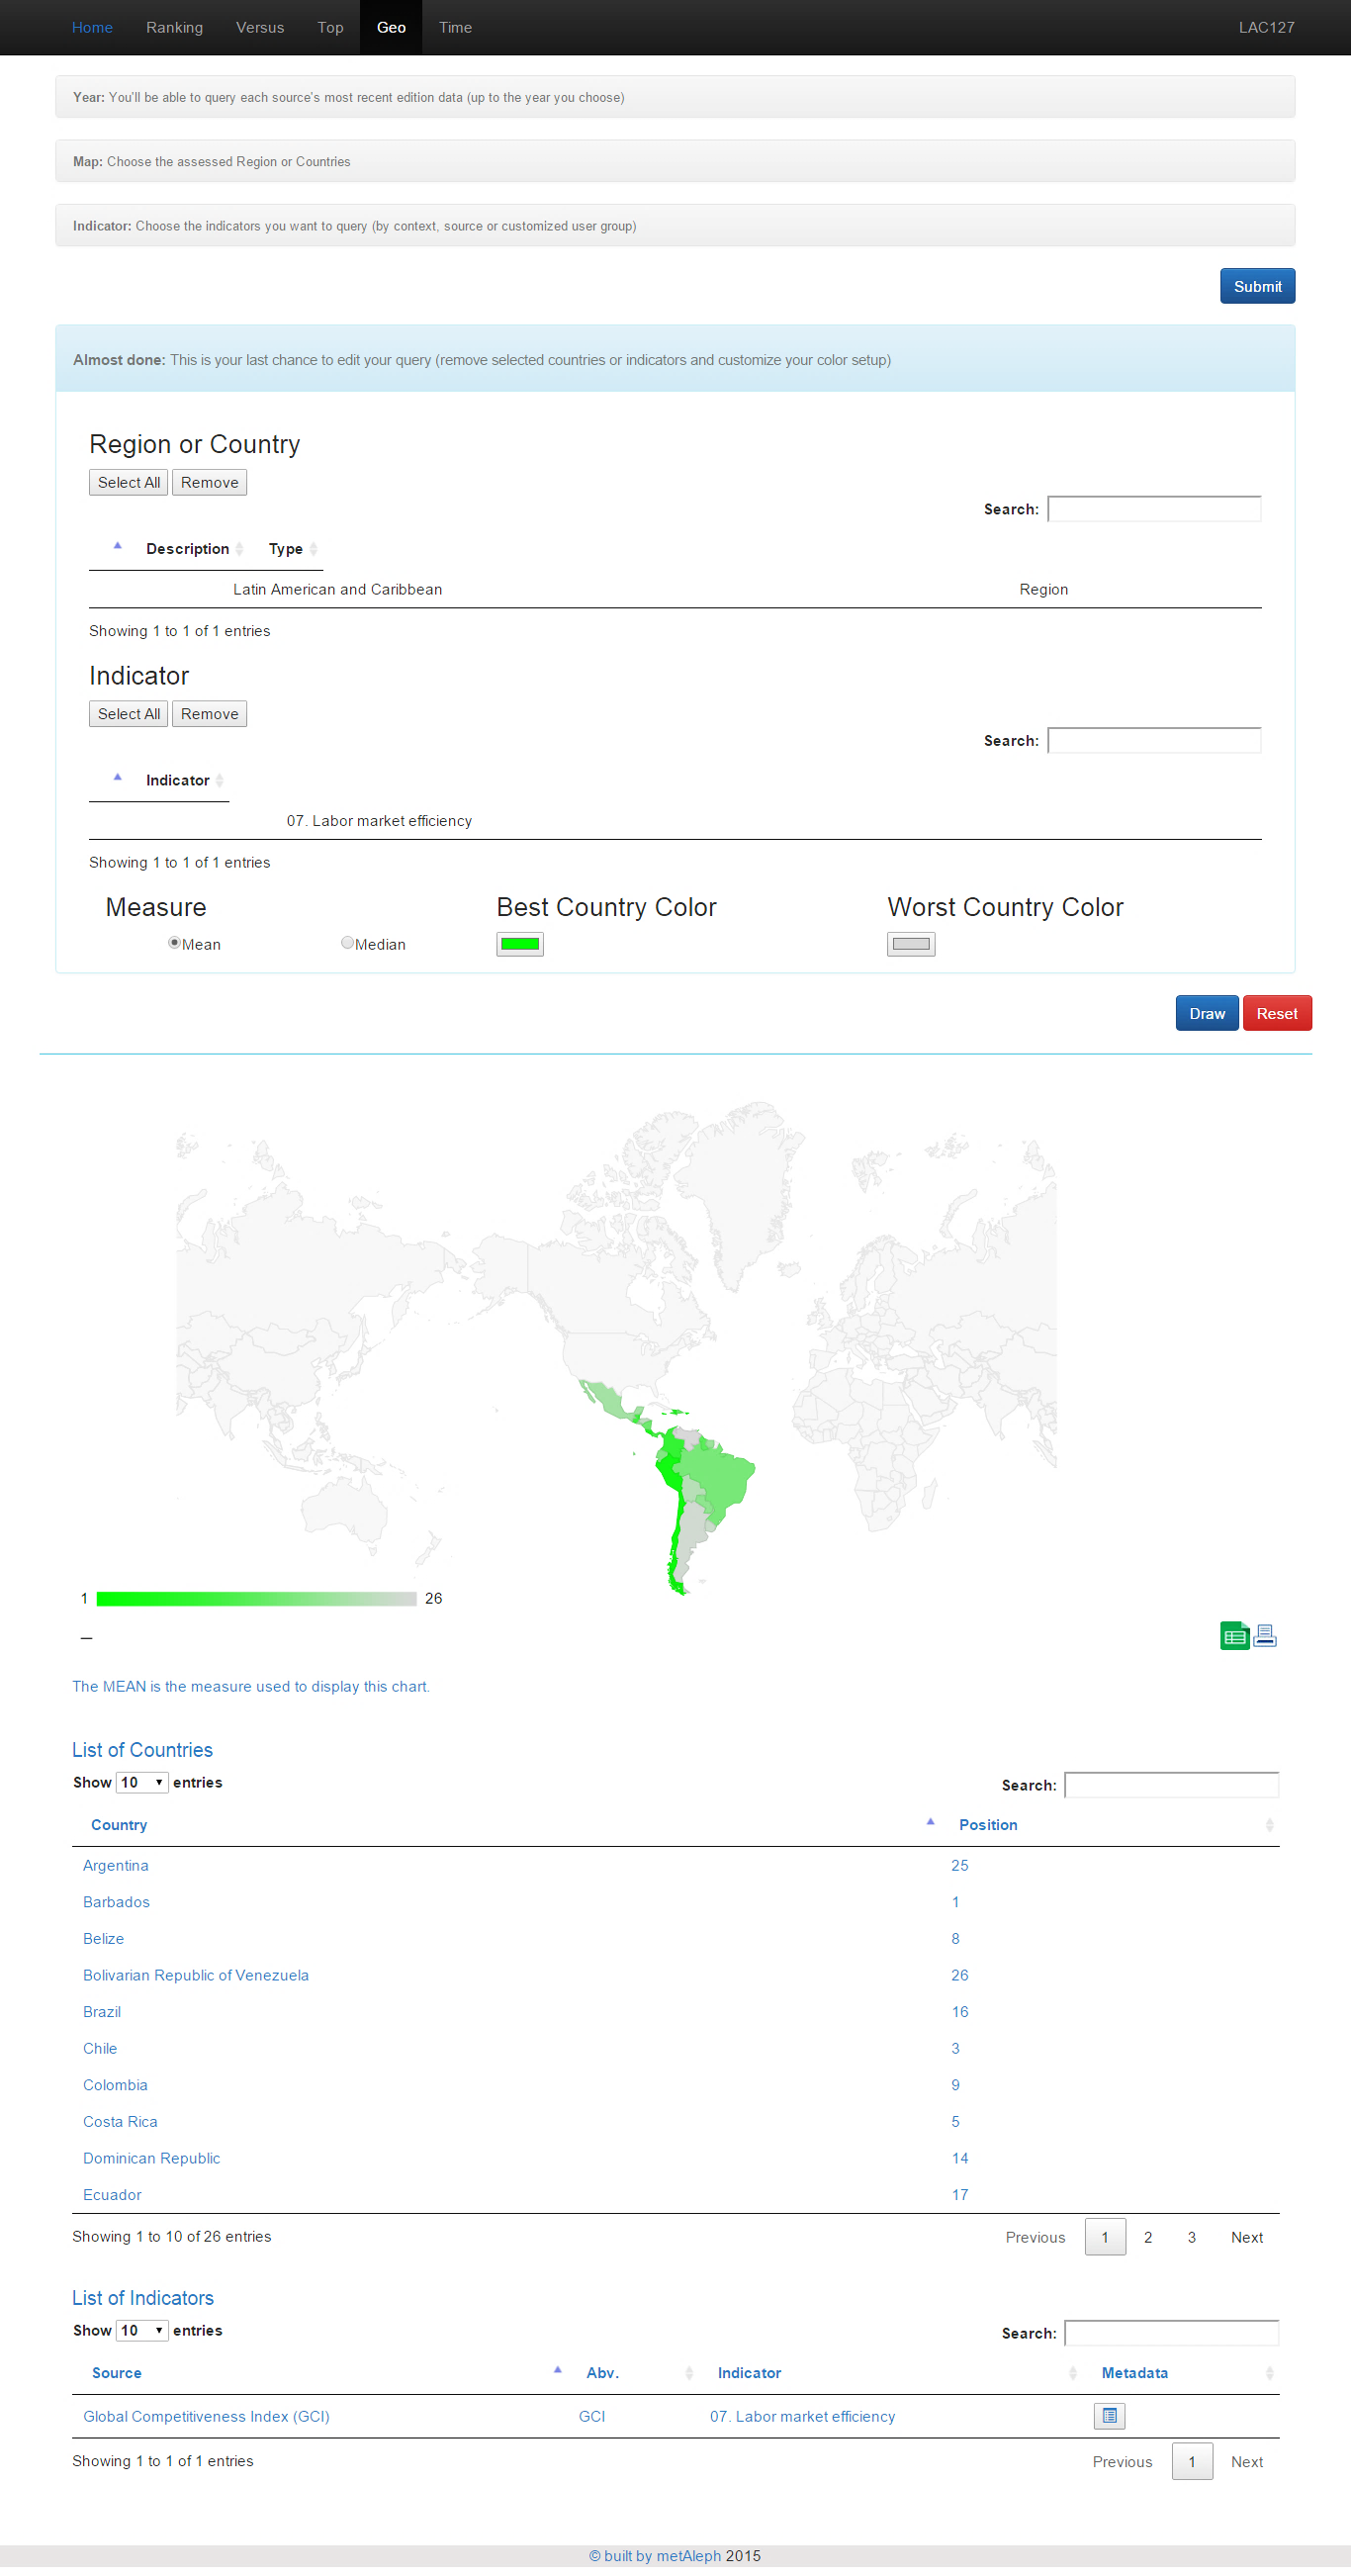 Home Ranking Versus Top Geo Time LAC127
Year: You'll be able to query each source's most recent edition data (up to the year you choose)
Map: Choose the assessed Region or Countries
Indicator: Choose the indicators you want to query (by context, source or customized user group)
Submit
Almost done: This is your last chance to edit your query (remove selected countries or indicators and customize your color setup)
Region or Country
Select All Remove
Search:
Description Type
Latin American and Caribbean Region
Showing 1 to 1 of 1 entries
Indicator
Select All Remove
Search:
Indicator
07. Labor market efficiency
Showing 1 to 1 of 1 entries
Measure Best Country Color Worst Country Color
Mean Median
Draw Reset
1 26
The MEAN is the measure used to display this chart.
List of Countries
Show 10 entries Search:
Country Position
Argentina 25
Barbados 1
Belize 8
Bolivarian Republic of Venezuela 26
Brazil 16
Chile 3
Colombia 9
Costa Rica 5
Dominican Republic 14
Ecuador 17
Showing 1 to 10 of 26 entries Previous 1 2 3 Next
List of Indicators
Show 10 entries Search:
Source Abv. Indicator Metadata
Global Competitiveness Index (GCI) GCI 07. Labor market efficiency
Showing 1 to 1 of 1 entries Previous 1 Next
© built by metAleph 2015